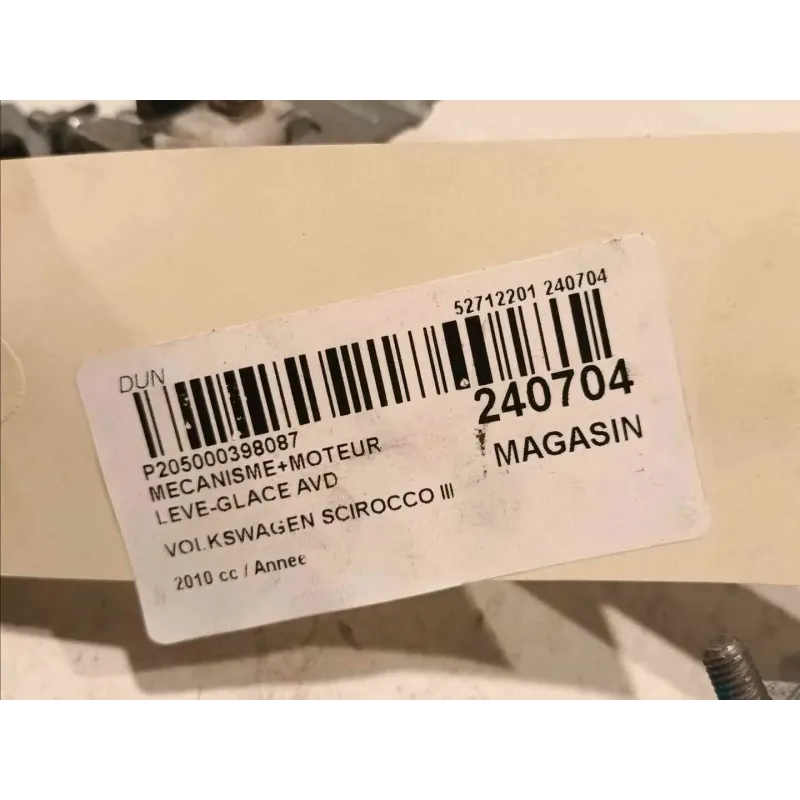 52712201 240704
DUN
240704
P205000398087
MECANISME+MOTEUR
LEVE-GLACE AVD
MAGASIN
VOLKSWAGEN SCIROCCO III
2010 cc / Annee